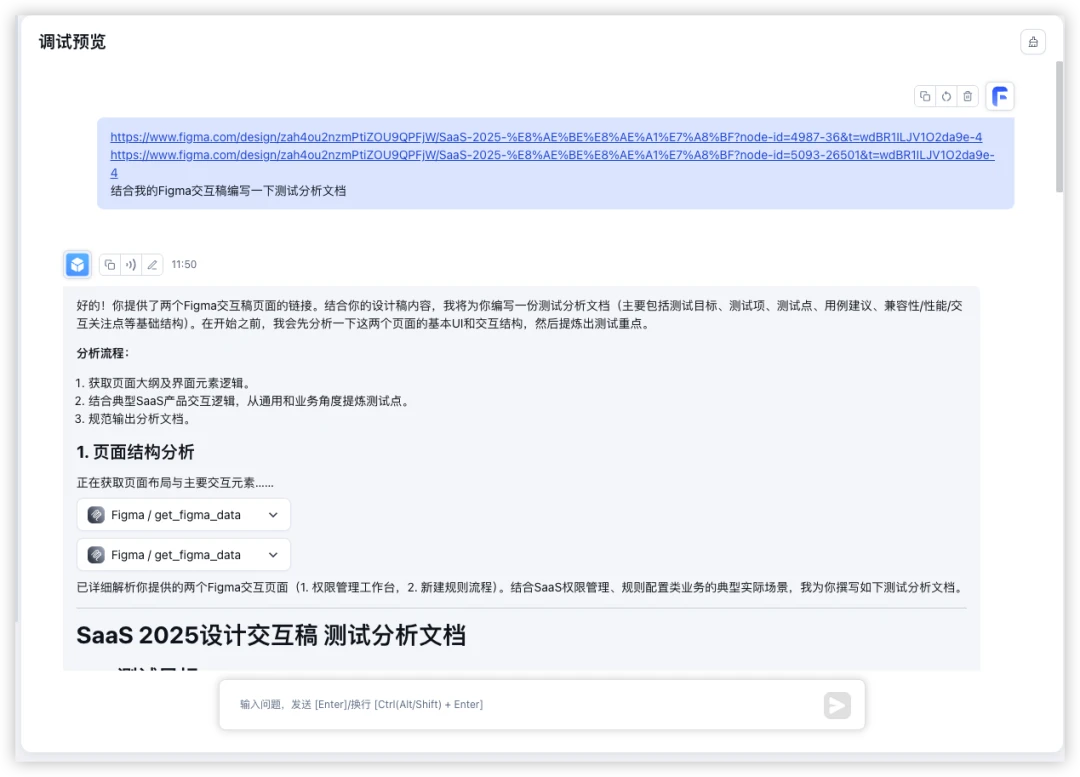 调试预览
https://www.figma.com/design/zah4ou2nzmPtiZOU9QPFjW/SaaS-2025-%E8%AE%BE%E8%AE%A1%E7%A8%BF?node-id=4987-36&t=wdBR1ILJV1O2da9e-4
https://www.figma.com/design/zah4ou2nzmPtiZOU9QPFjW/SaaS-2025-%E8%AE%BE%E8%AE%A1%E7%A8%BF?node-id=5093-26501&t=wdBR1ILJV1O2da9e-
4
结合我的Figma交互稿编写一下测试分析文档
11:50
好的！你提供了两个Figma交互稿页面的链接。结合你的设计稿内容，我将为你编写一份测试分析文档（主要包括测试目标、测试项、测试点、用例建议、兼容性/性能/交
互关注点等基础结构）。在开始之前，我会先分析一下这两个页面的基本UI和交互结构，然后提炼出测试重点。
分析流程：
1. 获取页面大纲及界面元素逻辑。
2. 结合典型SaaS产品交互逻辑，从通用和业务角度提炼测试点。
3. 规范输出分析文档。
1. 页面结构分析
正在获取页面布局与主要交互元素......
Figma / get_figma_data
Figma / get_figma_data
已详细解析你提供的两个Figma交互页面（1. 权限管理工作台，2. 新建规则流程）。结合SaaS权限管理、规则配置类业务的典型实际场景，我为你撰写如下测试分析文档。
SaaS 2025设计交互稿 测试分析文档
输入问题，发送 [Enter]/换行 [Ctrl(Alt/Shift) + Enter]